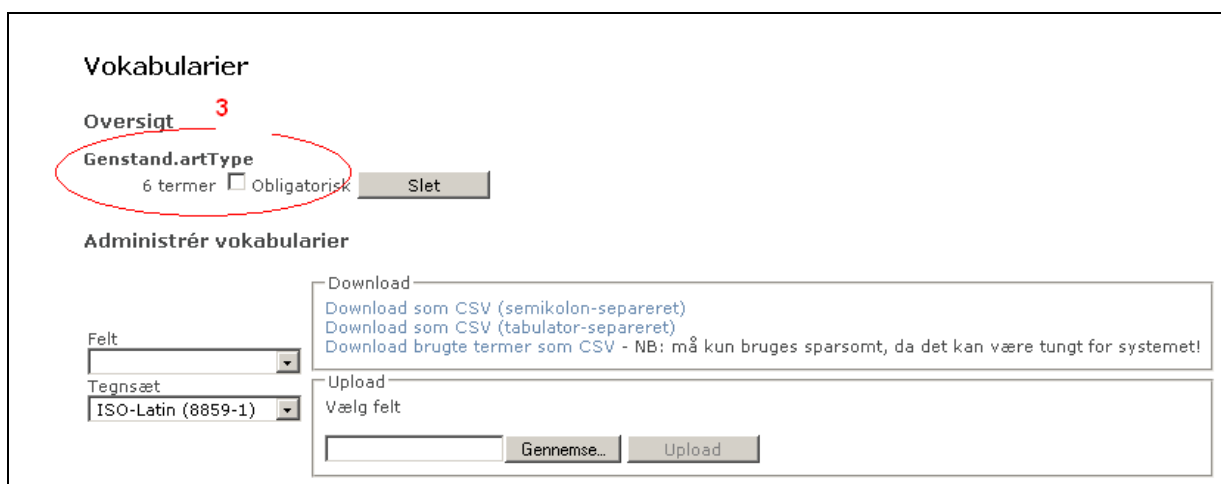 Vokabularier
3
Oversigt
Genstand.artType
6 termer Obligatorisk Slet
Administrér vokabularier
Download
Download som CSV (semikolon-separeret)
Download som CSV (tabulator-separeret)
Download brugte termer som CSV - NB: må kun bruges sparsomt, da det kan være tungt for systemet!
Felt
Tegnsæt
ISO-Latin (8859-1)
Upload
Vælg felt
Gennemse... Upload